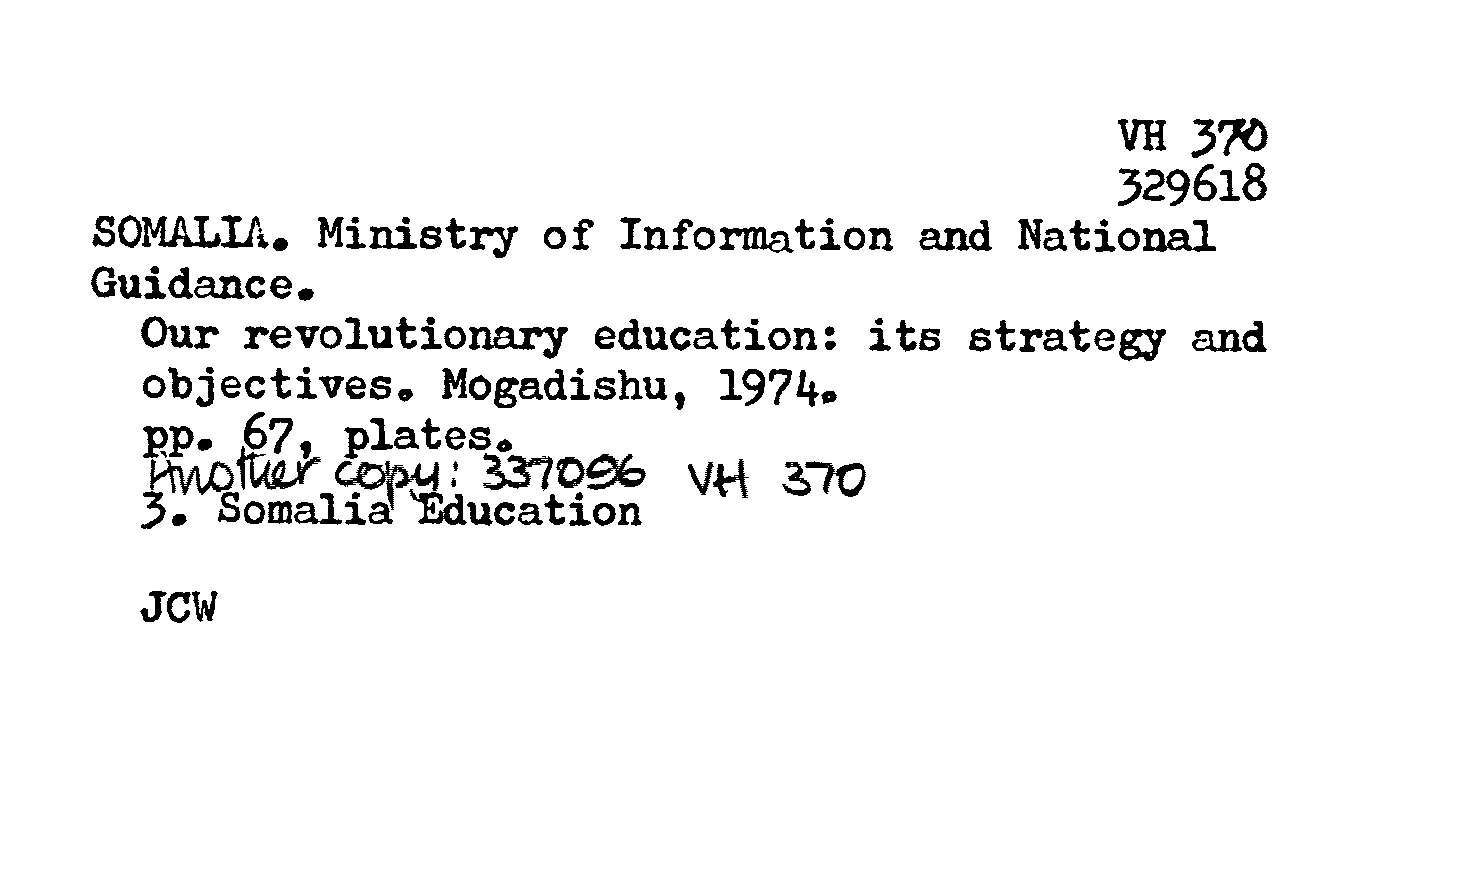 VH 370
329618
SOMALIA. Ministry of Information and National
Guidance.
Our revolutionary education: its strategy and
objectives. Mogadishu, 1974.
pp. 67, plates.
Another copy: 337096 VH 370
3. Somalia Education
JCW